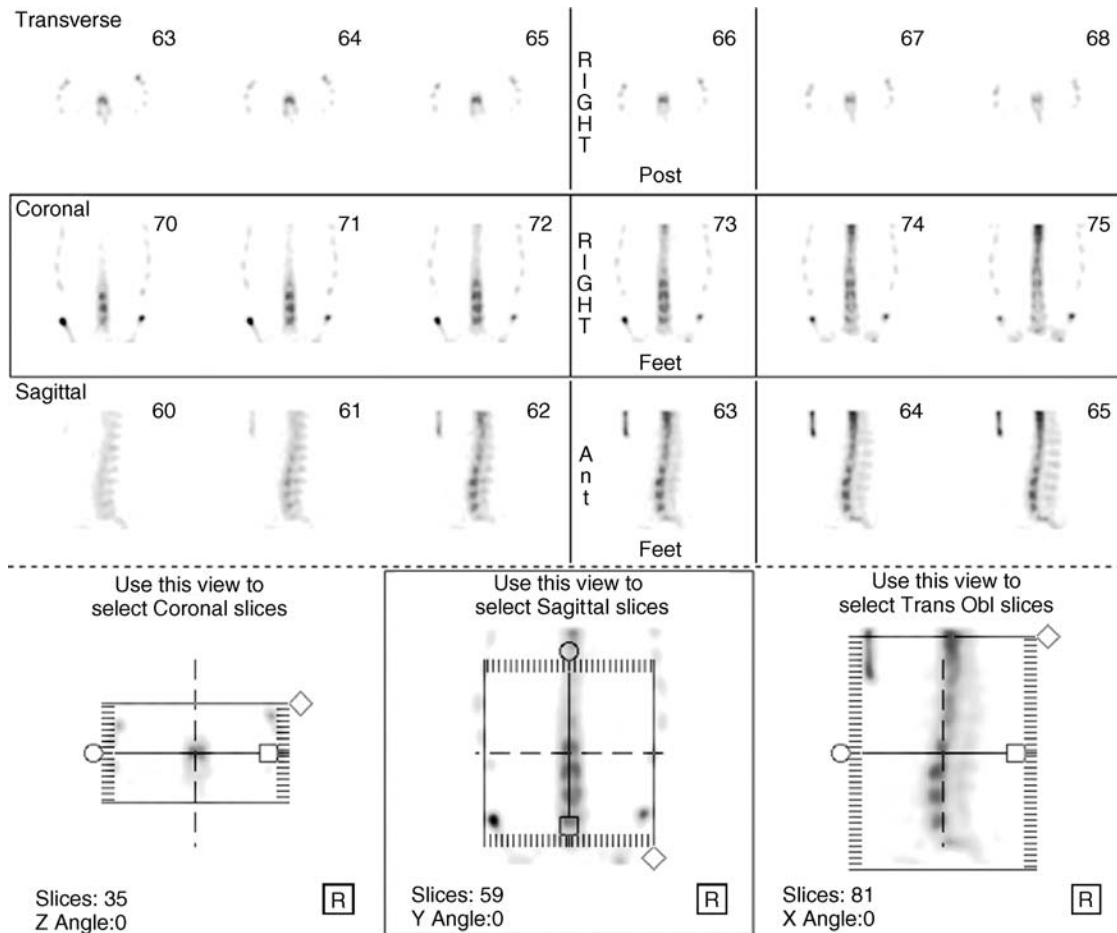 Transverse
63 64 65 66 67 68
RIGHT
Post
Coronal
70 71 72 73 74 75
RIGHT
Feet
Sagittal
60 61 62 63 64 65
Ant
Feet
Use this view to
select Coronal slices
Slices: 35
Z Angle:0
R
Use this view to
select Sagittal slices
Slices: 59
Y Angle:0
R
Use this view to
select Trans Obl slices
Slices: 81
X Angle:0
R